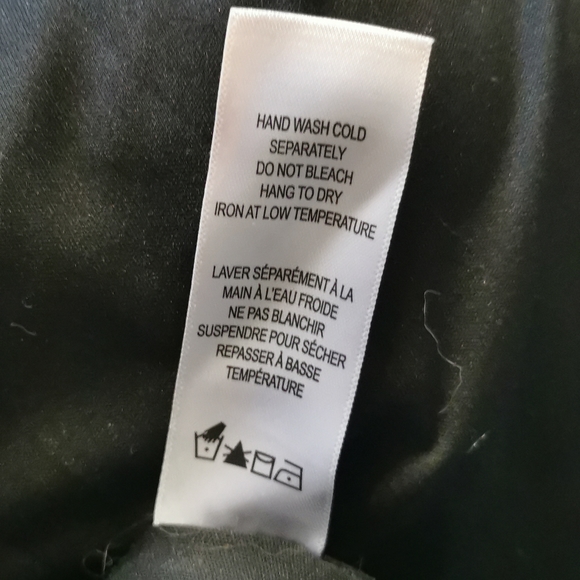 HAND WASH COLD
SEPARATELY
DO NOT BLEACH
HANG TO DRY
IRON AT LOW TEMPERATURE
LAVER SÉPARÉMENT À LA
MAIN À L'EAU FROIDE
NE PAS BLANCHIR
SUSPENDRE POUR SÉCHER
REPASSER À BASSE
TEMPÉRATURE